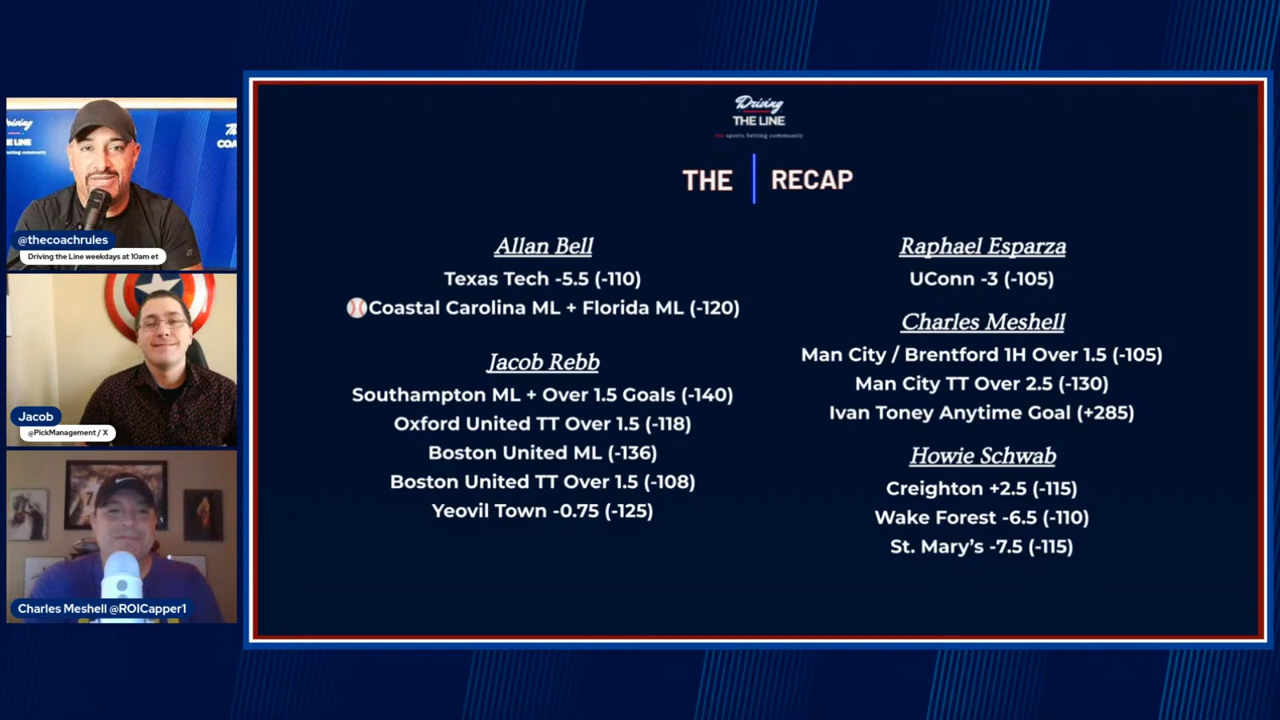 Driving
THE LINE
the sports betting community
THE | RECAP
Allan Bell
Texas Tech -5.5 (-110)
⚾Coastal Carolina ML + Florida ML (-120)
Jacob Rebb
Southampton ML + Over 1.5 Goals (-140)
Oxford United TT Over 1.5 (-118)
Boston United ML (-136)
Boston United TT Over 1.5 (-108)
Yeovil Town -0.75 (-125)
Raphael Esparza
UConn -3 (-105)
Charles Meshell
Man City / Brentford 1H Over 1.5 (-105)
Man City TT Over 2.5 (-130)
Ivan Toney Anytime Goal (+285)
Howie Schwab
Creighton +2.5 (-115)
Wake Forest -6.5 (-110)
St. Mary's -7.5 (-115)
@thecoachrules
Driving the Line weekdays at 10am et
Jacob
@PickManagement / X
Charles Meshell @ROICapper1